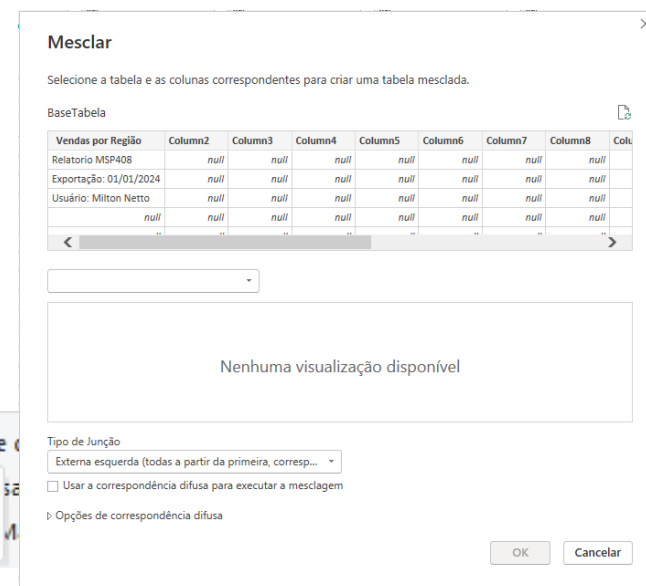 Mesclar
Selecione a tabela e as colunas correspondentes para criar uma tabela mesclada.
BaseTabela
Vendas por Região Column2 Column3 Column4 Column5 Column6 Column7 Column8 Colu
Relatorio MSP408 null null null null null null null
Exportação: 01/01/2024 null null null null null null null
Usuário: Milton Netto null null null null null null null
null null null null null null null null
Nenhuma visualização disponível
Tipo de Junção
Externa esquerda (todas a partir da primeira, corresp...
Usar a correspondência difusa para executar a mesclagem
Opções de correspondência difusa
OK Cancelar